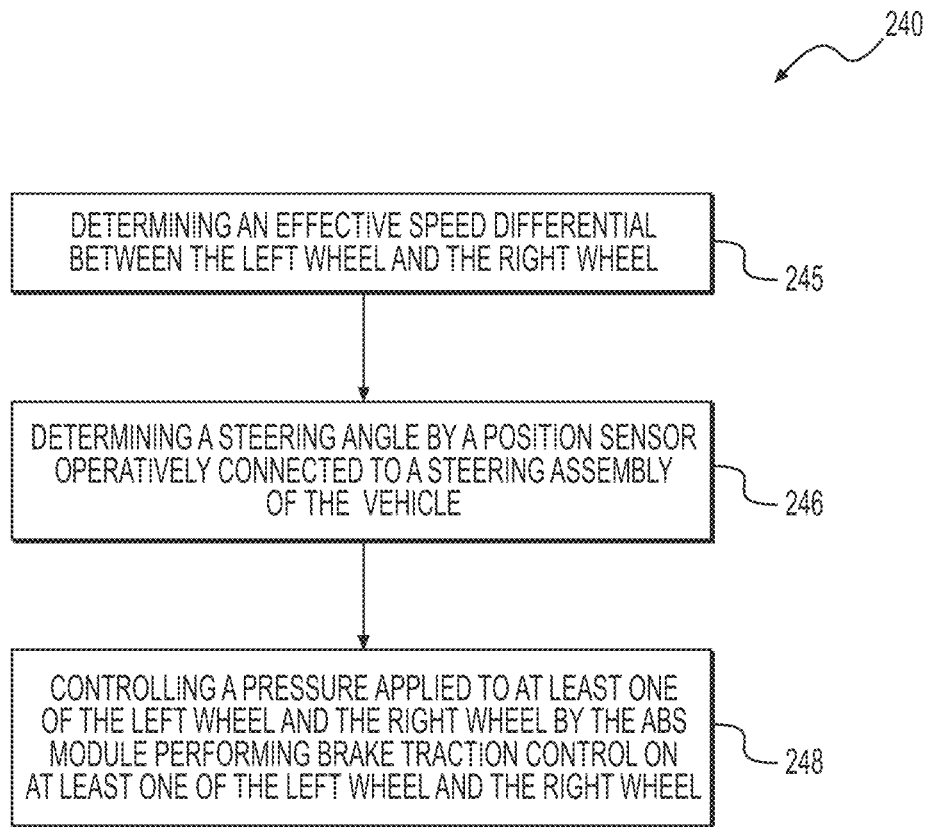 240
DETERMINING AN EFFECTIVE SPEED DIFFERENTIAL
BETWEEN THE LEFT WHEEL AND THE RIGHT WHEEL
245
DETERMINING A STEERING ANGLE BY A POSITION SENSOR
OPERATIVELY CONNECTED TO A STEERING ASSEMBLY
OF THE VEHICLE
246
CONTROLLING A PRESSURE APPLIED TO AT LEAST ONE
OF THE LEFT WHEEL AND THE RIGHT WHEEL BY THE ABS
MODULE PERFORMING BRAKE TRACTION CONTROL ON
AT LEAST ONE OF THE LEFT WHEEL AND THE RIGHT WHEEL
248